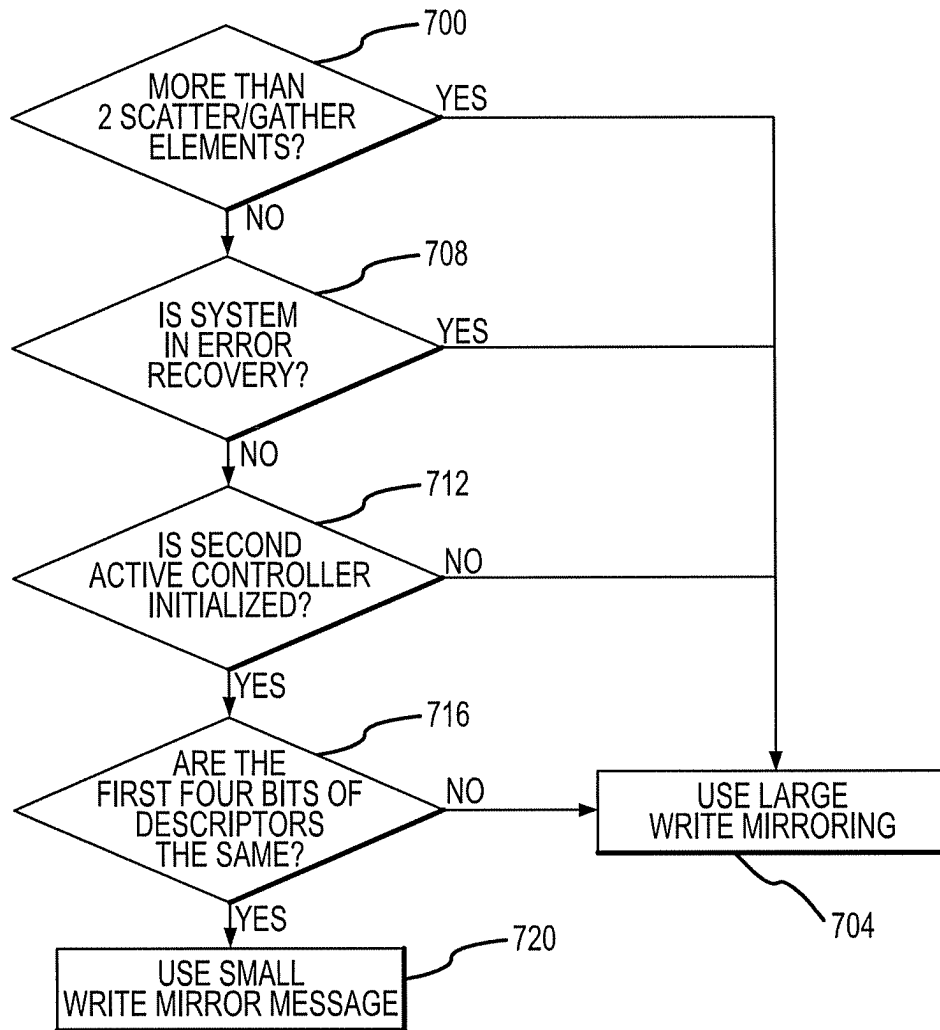 700
MORE THAN
2 SCATTER/GATHER
ELEMENTS?
YES
NO
708
IS SYSTEM
IN ERROR
RECOVERY?
YES
NO
712
IS SECOND
ACTIVE CONTROLLER
INITIALIZED?
NO
YES
716
ARE THE
FIRST FOUR BITS OF
DESCRIPTORS
THE SAME?
NO
USE LARGE
WRITE MIRRORING
704
YES
720
USE SMALL
WRITE MIRROR MESSAGE